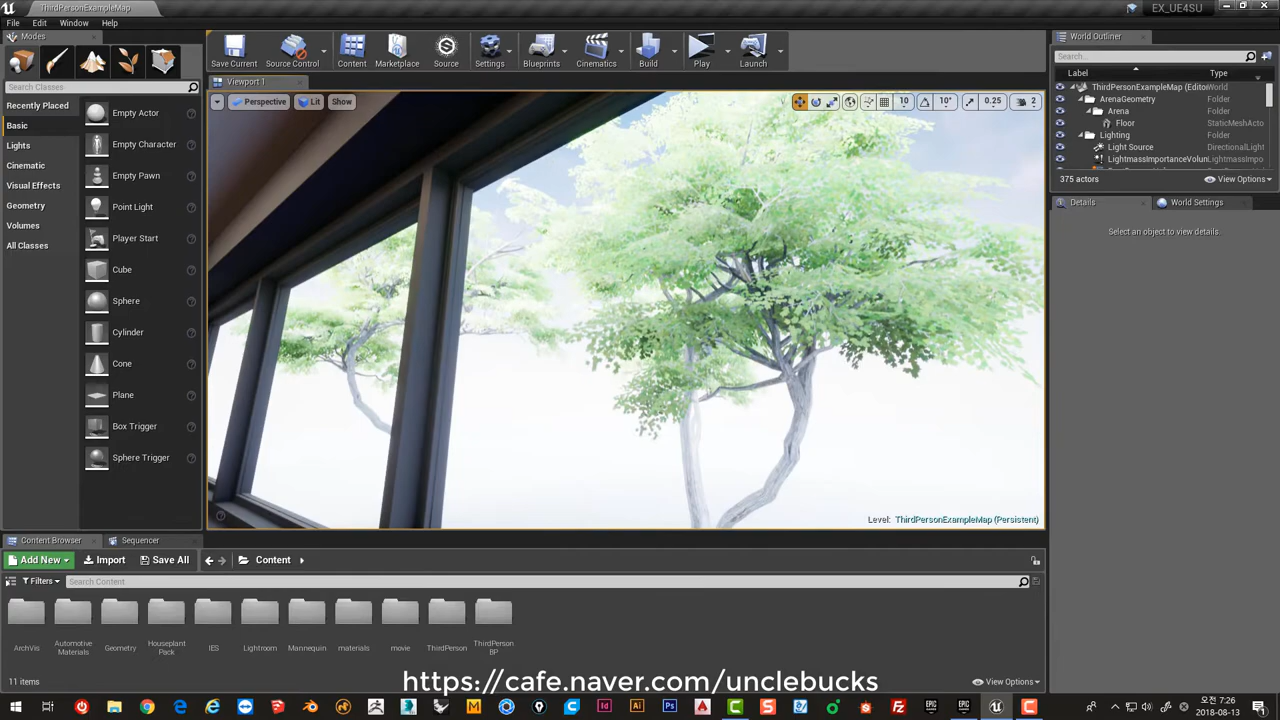 ThirdPersonExampleMap
EX_UE4SU
File Edit Window Help
Modes
Search Classes
Recently Placed
Basic
Lights
Cinematic
Visual Effects
Geometry
Volumes
All Classes
Empty Actor
Empty Character
Empty Pawn
Point Light
Player Start
Cube
Sphere
Cylinder
Cone
Plane
Box Trigger
Sphere Trigger
Save Current
Source Control
Content
Marketplace
Source
Settings
Blueprints
Cinematics
Build
Play
Launch
Viewport 1
Perspective Lit Show
10 10° 0.25 2
Level: ThirdPersonExampleMap (Persistent)
World Outliner
Search...
Label Type
ThirdPersonExampleMap (Editor World
ArenaGeometry Folder
Arena Folder
Floor StaticMeshActo
Lighting Folder
Light Source DirectionalLight
LightmassImportanceVolun LightmassImpo
375 actors View Options
Details World Settings
Select an object to view details.
Content Browser Sequencer
Add New Import Save All Content
Filters Search Content
ArchVis
Automotive Materials
Geometry
Houseplant Pack
IES
Lightroom
Mannequin
materials
movie
ThirdPerson
ThirdPerson BP
11 items View Options
https://cafe.naver.com/unclebucks
오전 7:26
2018-08-13